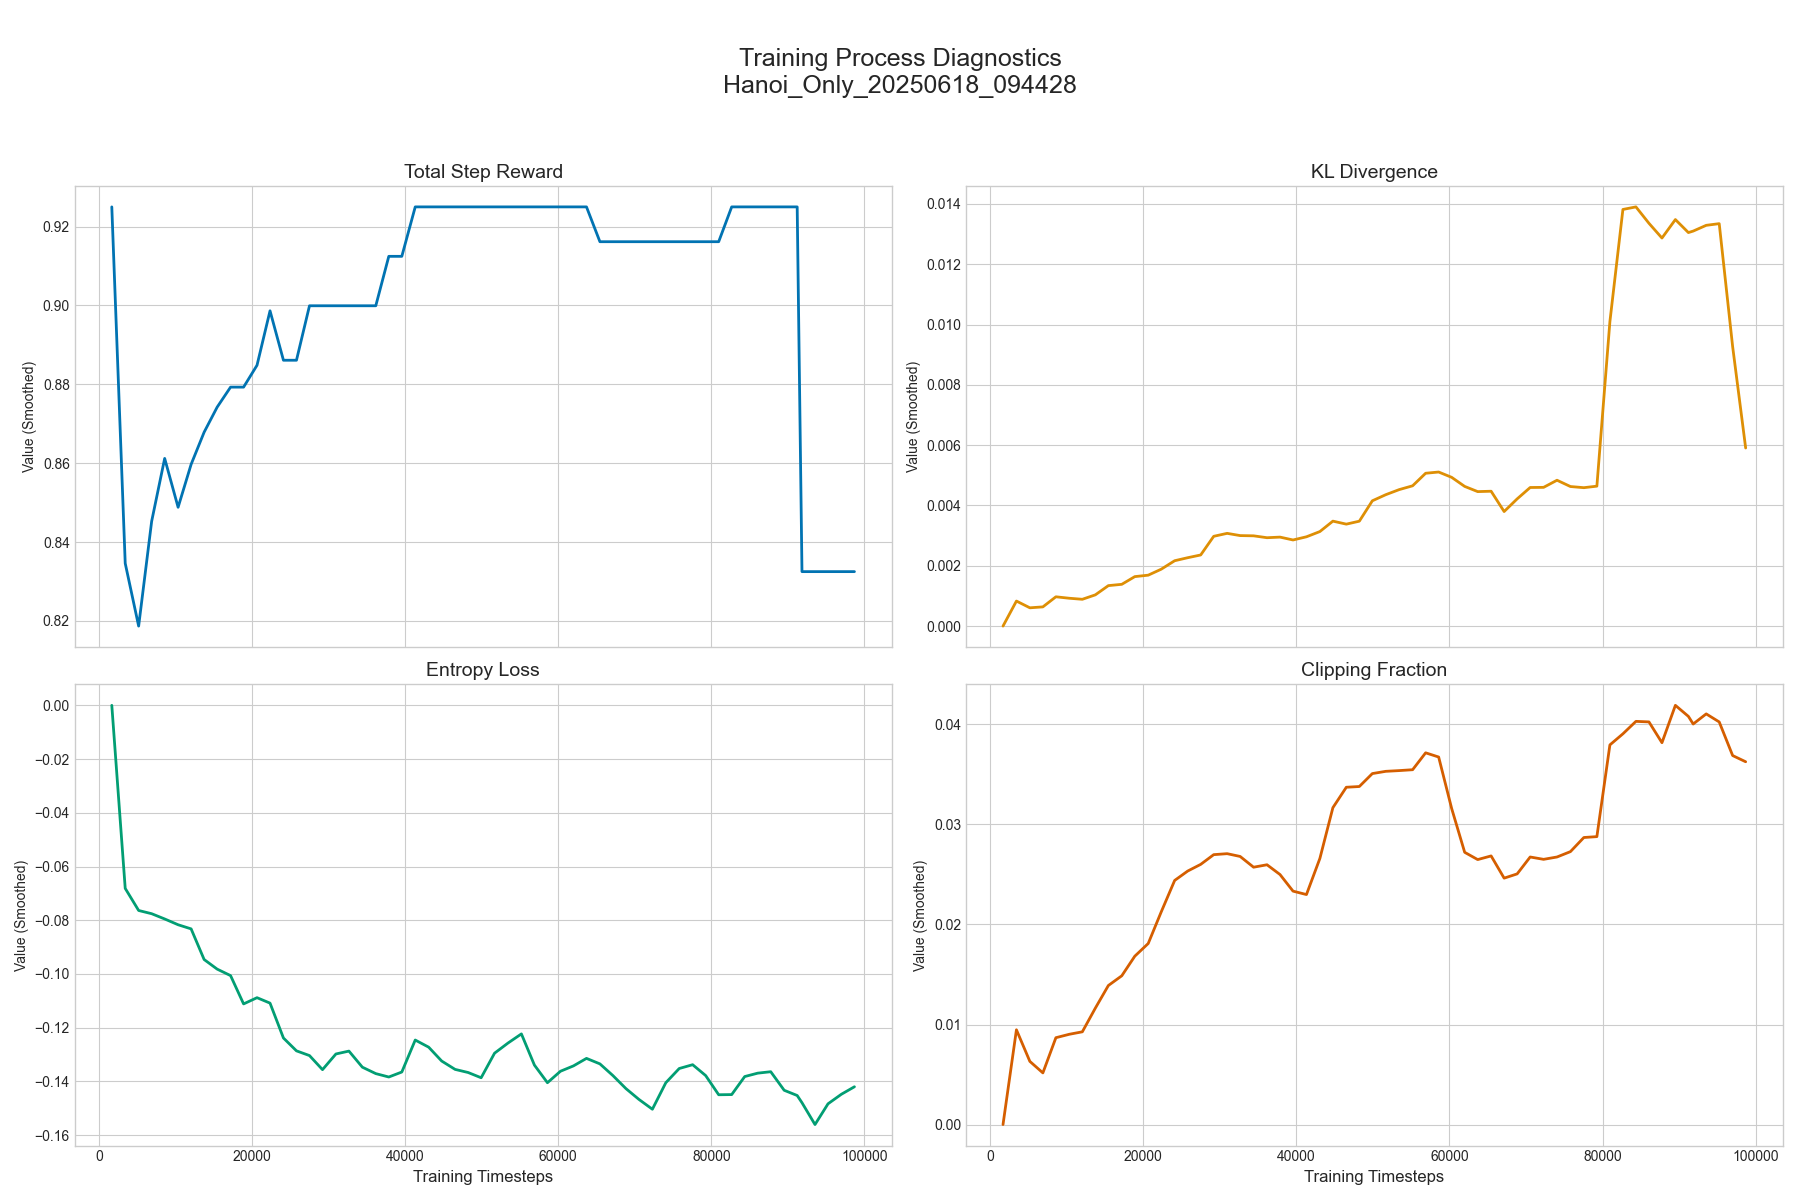 Training Process Diagnostics
Hanoi_Only_20250618_094428
Total Step Reward
Value (Smoothed)
0.92
0.90
0.88
0.86
0.84
0.82
KL Divergence
Value (Smoothed)
0.014
0.012
0.010
0.008
0.006
0.004
0.002
0.000
Entropy Loss
Value (Smoothed)
0.00
−0.02
−0.04
−0.06
−0.08
−0.10
−0.12
−0.14
−0.16
0 20000 40000 60000 80000 100000
Training Timesteps
Clipping Fraction
Value (Smoothed)
0.04
0.03
0.02
0.01
0.00
0 20000 40000 60000 80000 100000
Training Timesteps